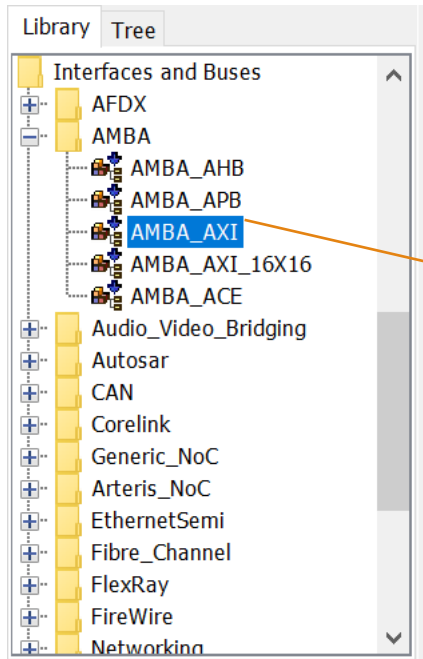 Library Tree
Interfaces and Buses
AFDX
AMBA
AMBA_AHB
AMBA_APB
AMBA_AXI
AMBA_AXI_16X16
AMBA_ACE
Audio_Video_Bridging
Autosar
CAN
Corelink
Generic_NoC
Arteris_NoC
EthernetSemi
Fibre_Channel
FlexRay
FireWire
Networking